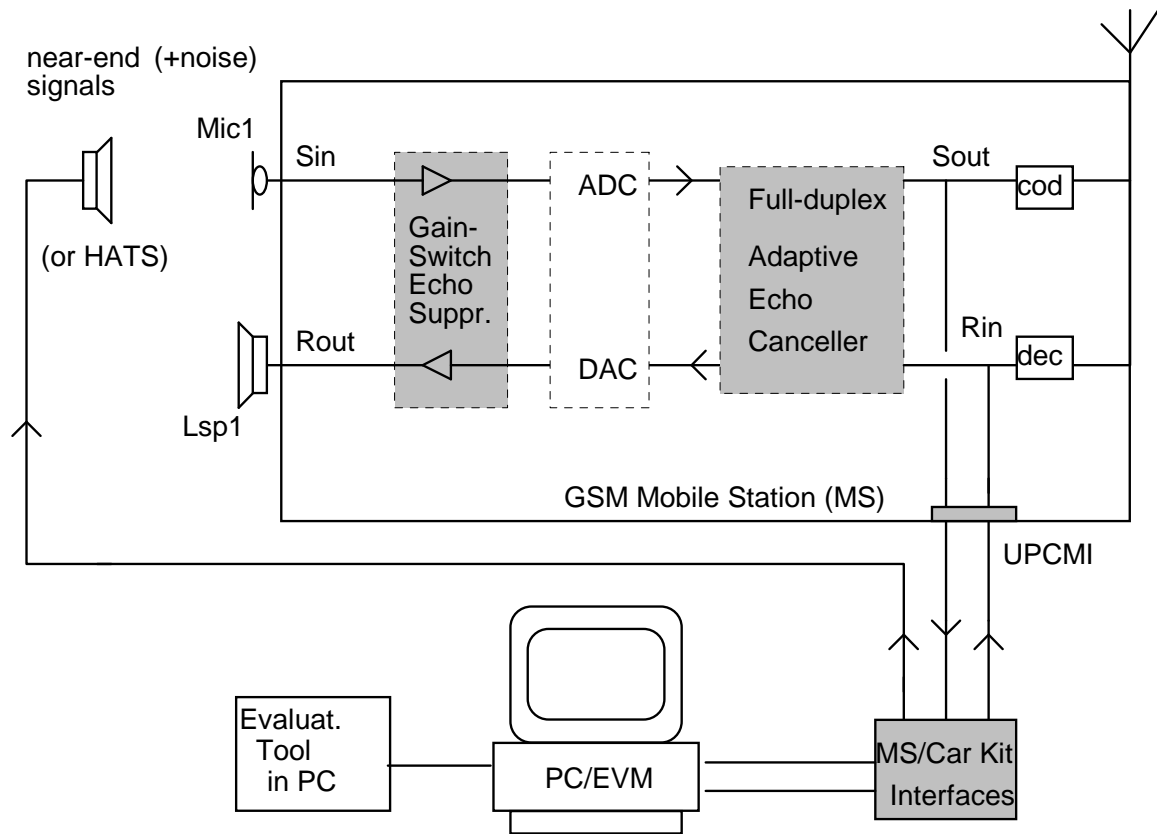 near-end (+noise)
signals
Mic1
Sin
ADC
Sout
cod
Full-duplex
Adaptive
Echo
Canceller
(or HATS)
Gain-
Switch
Echo
Suppr.
Rout
DAC
Rin
dec
Lsp1
GSM Mobile Station (MS)
UPCMI
Evaluat.
Tool
in PC
PC/EVM
MS/Car Kit
Interfaces